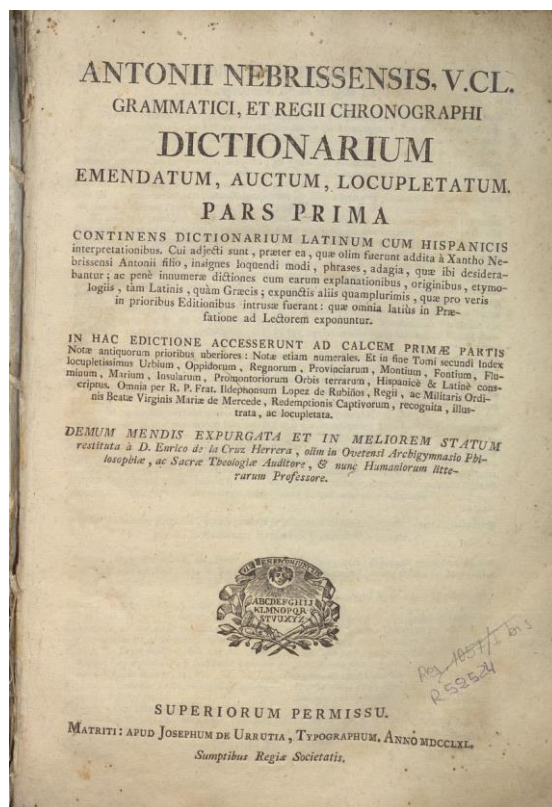 ANTONII NEBRISSENSIS, V.CL.
GRAMMATICI, ET REGII CHRONOGRAPHI
DICTIONARIUM
EMENDATUM, AUCTUM, LOCUPLETATUM.
PARS PRIMA
CONTINENS DICTIONARIUM LATINUM CUM HISPANICIS
interpretationibus. Cui adjecti sunt, præter ea, quæ olim fuerunt addita à Xantho Ne-
brissensi Antonii filio, insignes loquendi modi, phrases, adagia, quæ ibi desidera-
bantur; ac penè innumeræ dictiones cum earum explanationibus, originibus, etymo-
logiis, tàm Latinis, quàm Græcis; expunctis aliis quamplurimis, quæ pro veris
in prioribus Editionibus intrusæ fuerant: quæ omnia latiùs in Præ-
fatione ad Lectorem exponuntur.
IN HAC EDICTIONE ACCESSERUNT AD CALCEM PRIMÆ PARTIS
Notæ antiquorum prioribus uberiores: Notæ etiam numerales. Et in fine Tomi secundi Index
locupletissimus Urbium, Oppidorum, Regnorum, Provinciarum, Montium, Fontium, Flu-
minum, Marium, Insularum, Promontoriorum Orbis terrarum, Hispanicè & Latinè cons-
criptus. Omnia per R. P. Frat. Ildephonsum Lopez de Rubiños, Regii, ac Militaris Ordi-
nis Beatæ Virginis Mariæ de Mercede, Redemptionis Captivorum, recognita, illus-
trata, ac locupletata.
DEMUM MENDIS EXPURGATA ET IN MELIOREM STATUM
restituta à D. Enrico de la Cruz Herrera, olim in Ovetensi Archigymnasio Phi-
losophiæ, ac Sacræ Theologiæ Auditore, & nunc Humaniorum litte-
rarum Professore.
ABCDEFGHIJ
KLMNOPQR
STVUXYZ
R 52524
SUPERIORUM PERMISSU.
MATRITI: APUD JOSEPHUM DE URRUTIA, TYPOGRAPHUM. ANNO MDCCLXL.
Sumptibus Regiæ Societatis.